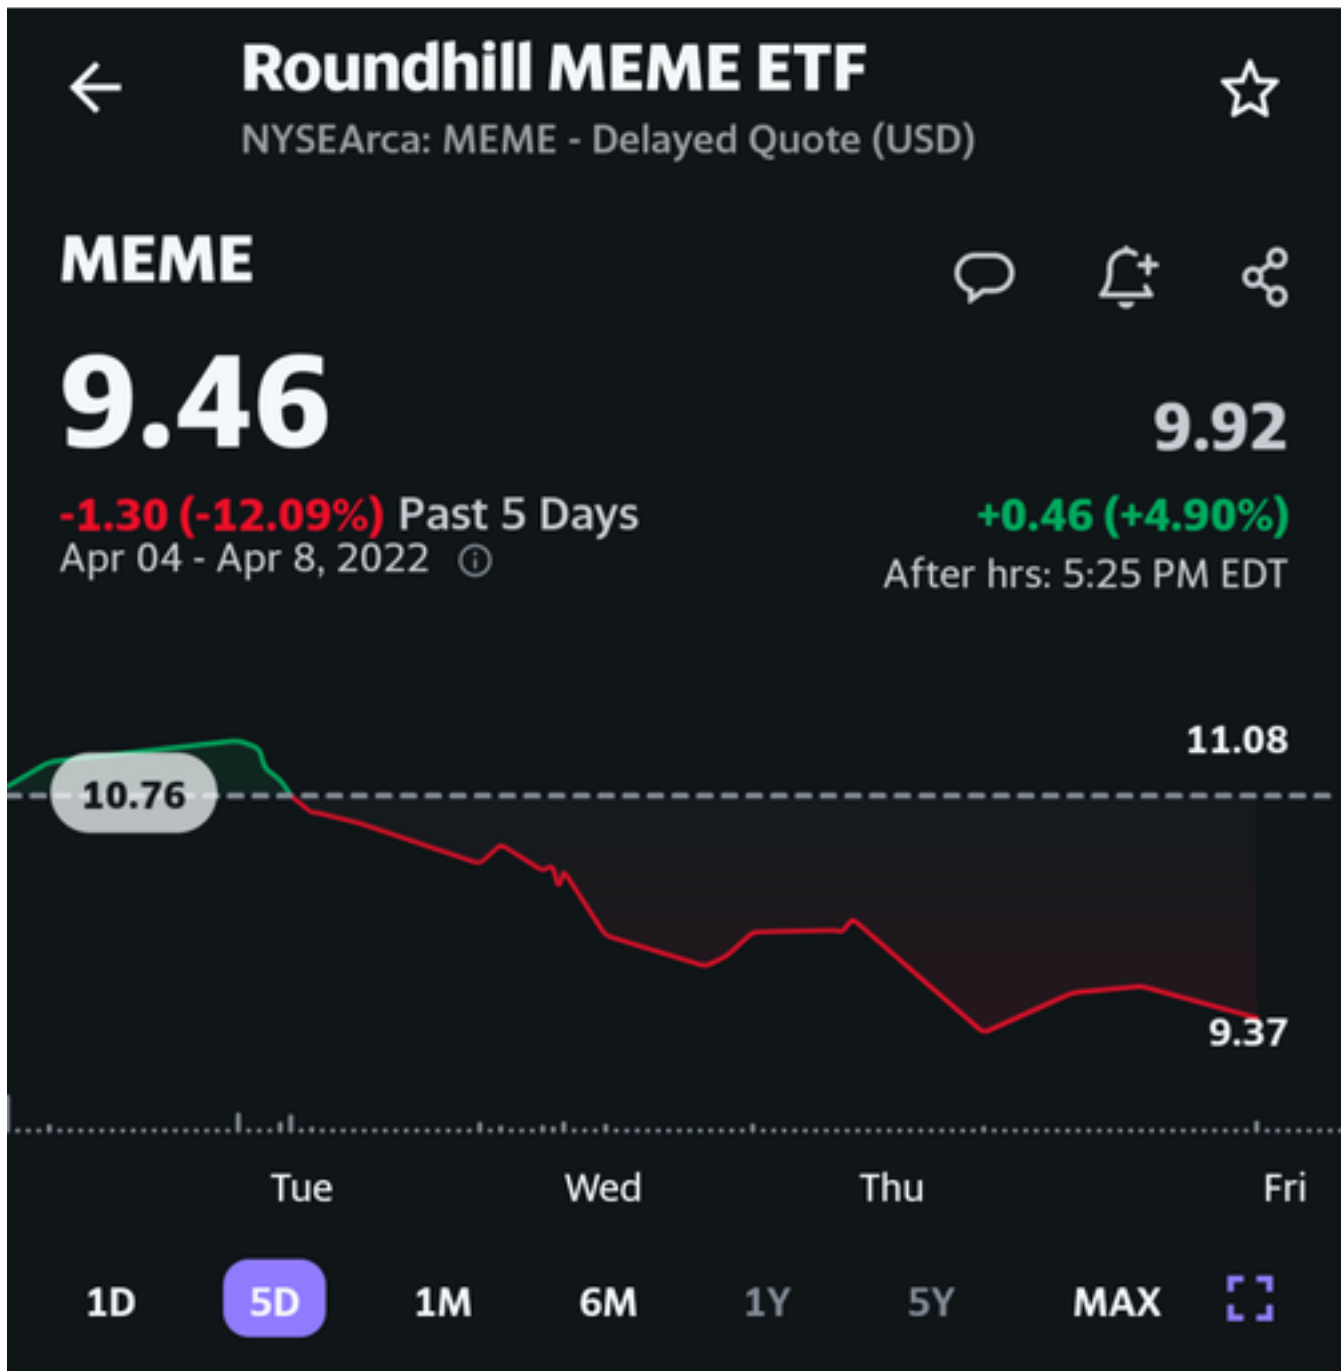 Roundhill MEME ETF
NYSEArca: MEME - Delayed Quote (USD)
MEME
9.46
9.92
-1.30 (-12.09%) Past 5 Days
+0.46 (+4.90%)
Apr 04 - Apr 8, 2022
After hrs: 5:25 PM EDT
11.08
10.76
9.37
Tue Wed Thu Fri
1D 5D 1M 6M 1Y 5Y MAX